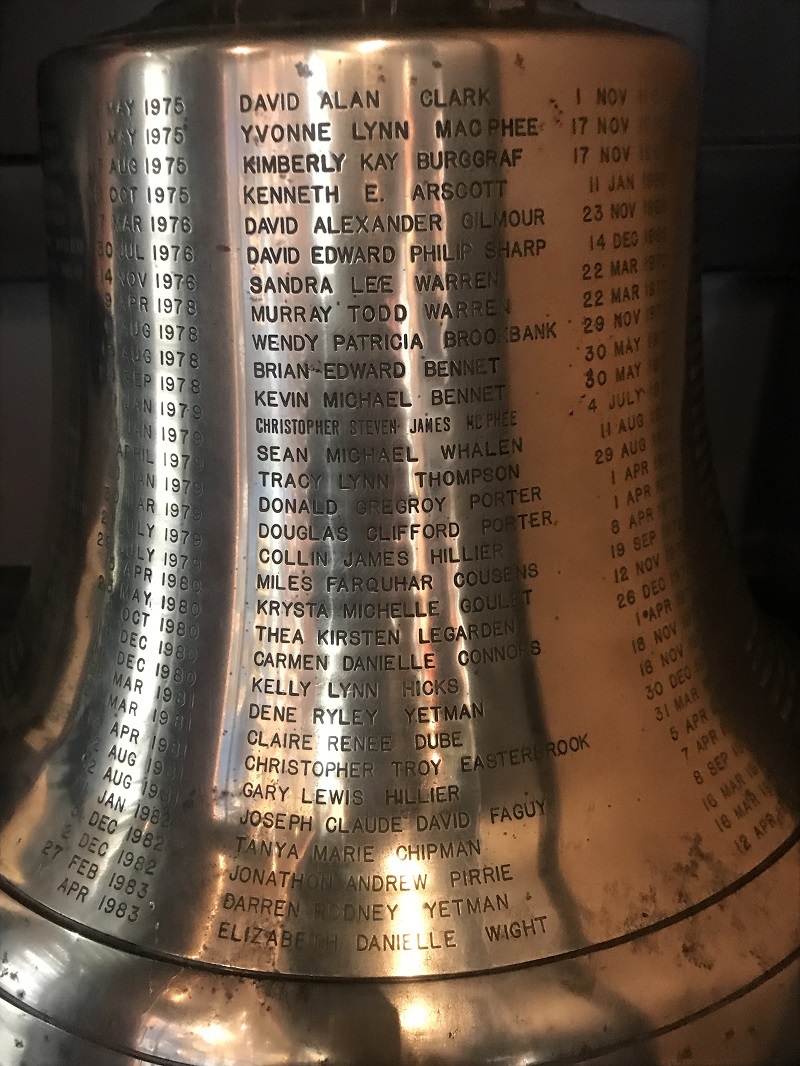 MAY 1975
MAY 1975
AUG 1975
OCT 1975
MAR 1976
30 JUL 1976
14 NOV 1976
APR 1978
AUG 1978
AUG 1978
SEP 1978
JAN 1979
JAN 1979
APRIL 1979
JAN 1979
MAR 1979
JULY 1979
JULY 1979
APR 1980
MAY 1980
OCT 1980
DEC 1980
DEC 1980
MAR 1981
MAR 1981
APR 1981
AUG 1981
AUG 1981
JAN 1982
DEC 1982
DEC 1982
27 FEB 1983
APR 1983
DAVID ALAN CLARK 1 NOV
YVONNE LYNN MACPHEE 17 NOV
KIMBERLY KAY BURGGRAF 17 NOV
KENNETH E. ARSCOTT 11 JAN
DAVID ALEXANDER GILMOUR 23 NOV
DAVID EDWARD PHILIP SHARP 14 DEC
SANDRA LEE WARREN 22 MAR
MURRAY TODD WARREN 22 MAR
WENDY PATRICIA BROOKBANK 29 NOV
BRIAN EDWARD BENNET 30 MAY
KEVIN MICHAEL BENNET 30 MAY
CHRISTOPHER STEVEN JAMES MCPHEE 4 JULY
SEAN MICHAEL WHALEN 11 AUG
TRACY LYNN THOMPSON 29 AUG
DONALD GREGROY PORTER 1 APR
DOUGLAS CLIFFORD PORTER 1 APR
COLLIN JAMES HILLIER 8 APR
MILES FARQUHAR COUSENS 19 SEP
KRYSTA MICHELLE GOULET 12 NOV
THEA KIRSTEN LEGARDEN 26 DEC
CARMEN DANIELLE CONNORS 1 APR
KELLY LYNN HICKS 18 NOV
DENE RYLEY YETMAN 18 NOV
CLAIRE RENEE DUBE 30 DEC
CHRISTOPHER TROY EASTERBROOK 31 MAR
GARY LEWIS HILLIER 5 APR
JOSEPH CLAUDE DAVID FAGUY 7 APR
TANYA MARIE CHIPMAN 8 SEP
JONATHON ANDREW PIRRIE 16 MAR
DARREN RODNEY YETMAN 16 MAR
ELIZABETH DANIELLE WIGHT 12 APR